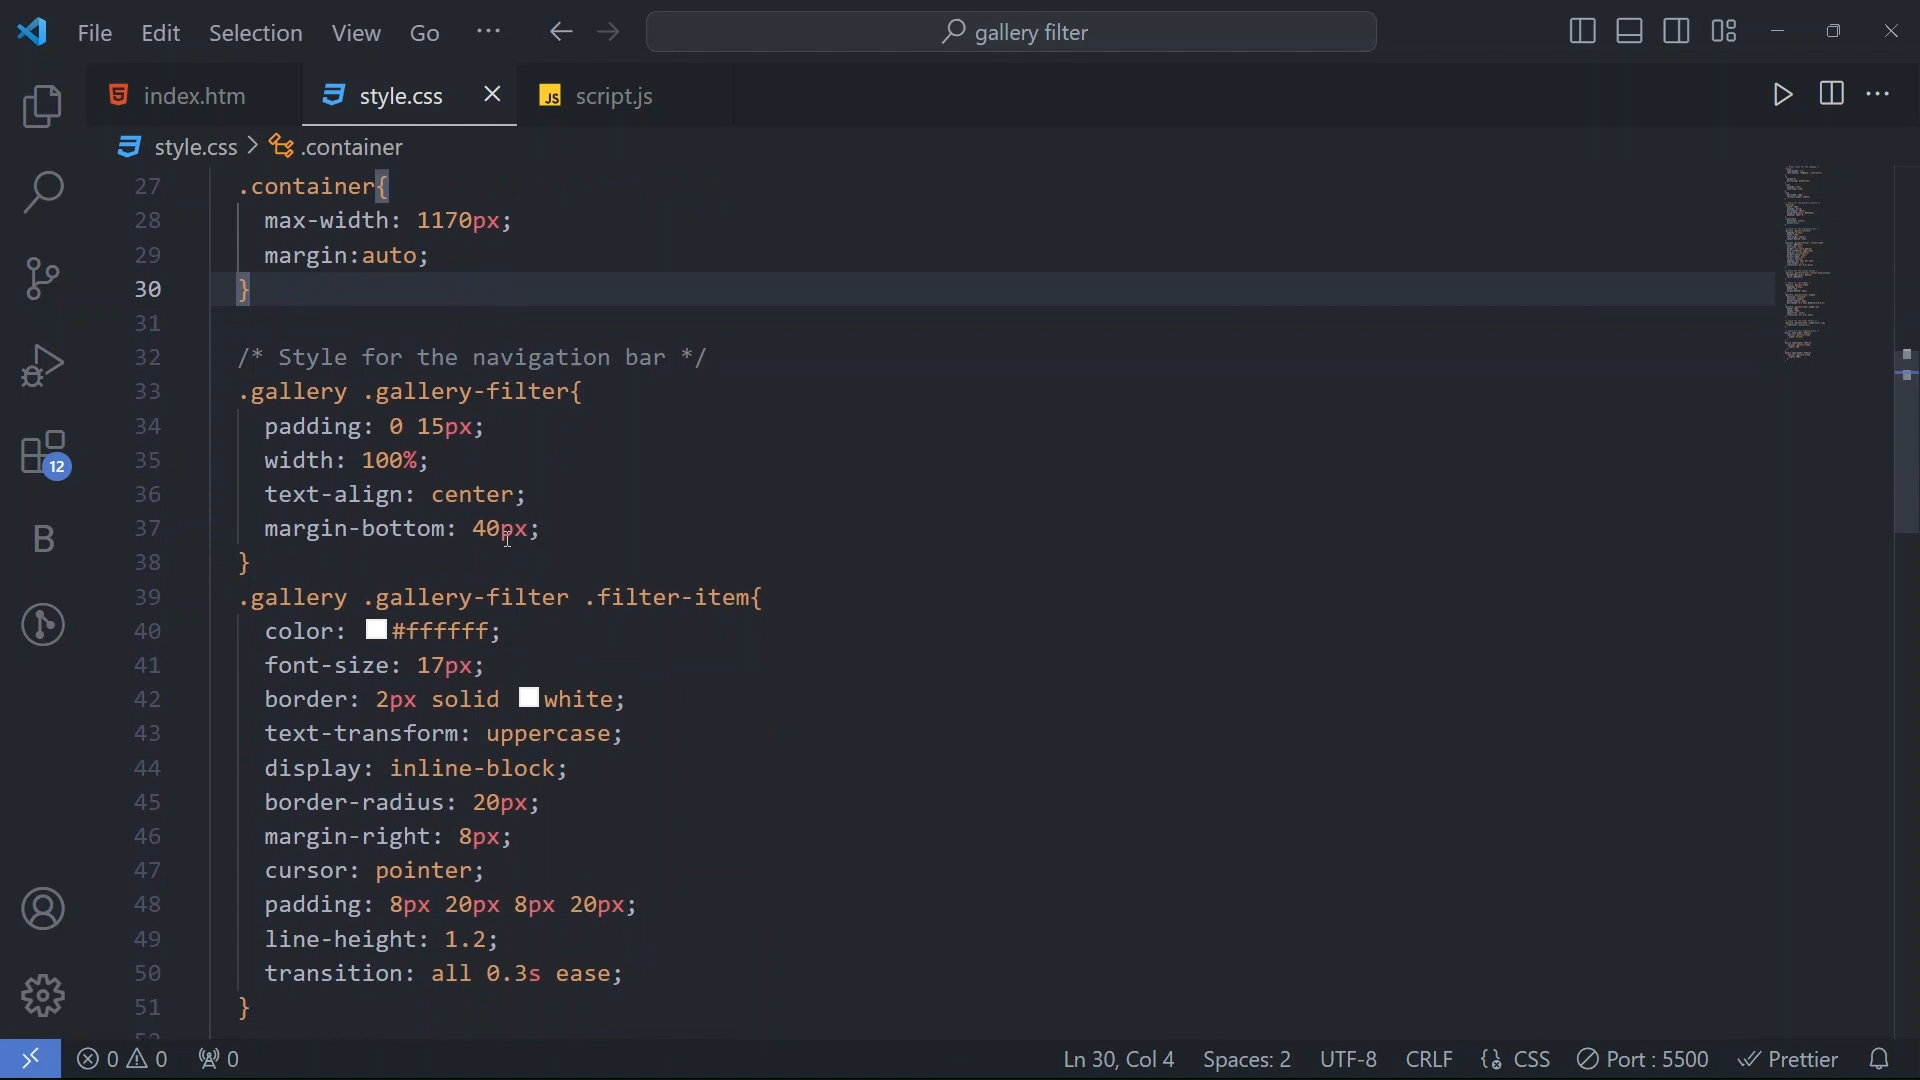 File Edit Selection View Go ··· gallery filter
index.htm style.css script.js
style.css > .container
27 .container{
28 max-width: 1170px;
29 margin:auto;
30 }
31
32 /* Style for the navigation bar */
33 .gallery .gallery-filter{
34 padding: 0 15px;
35 width: 100%;
36 text-align: center;
37 margin-bottom: 40px;
38 }
39 .gallery .gallery-filter .filter-item{
40 color: #ffffff;
41 font-size: 17px;
42 border: 2px solid white;
43 text-transform: uppercase;
44 display: inline-block;
45 border-radius: 20px;
46 margin-right: 8px;
47 cursor: pointer;
48 padding: 8px 20px 8px 20px;
49 line-height: 1.2;
50 transition: all 0.3s ease;
51 }
12
B
0 0 0 Ln 30, Col 4 Spaces: 2 UTF-8 CRLF CSS Port : 5500 Prettier